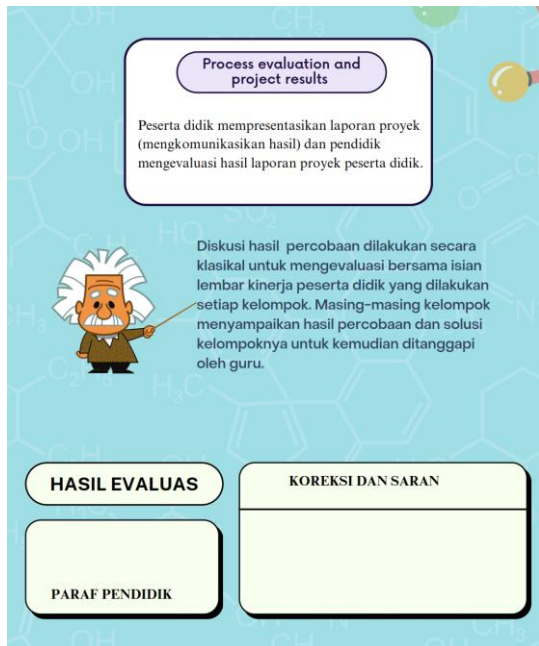 Process evaluation and
project results
Peserta didik mempresentasikan laporan proyek
(mengkomunikasikan hasil) dan pendidik
mengevaluasi hasil laporan proyek peserta didik.
Diskusi hasil percobaan dilakukan secara
klasikal untuk mengevaluasi bersama isian
lembar kinerja peserta didik yang dilakukan
setiap kelompok. Masing-masing kelompok
menyampaikan hasil percobaan dan solusi
kelompoknya untuk kemudian ditanggapi
oleh guru.
HASIL EVALUAS
KOREKSI DAN SARAN
PARAF PENDIDIK